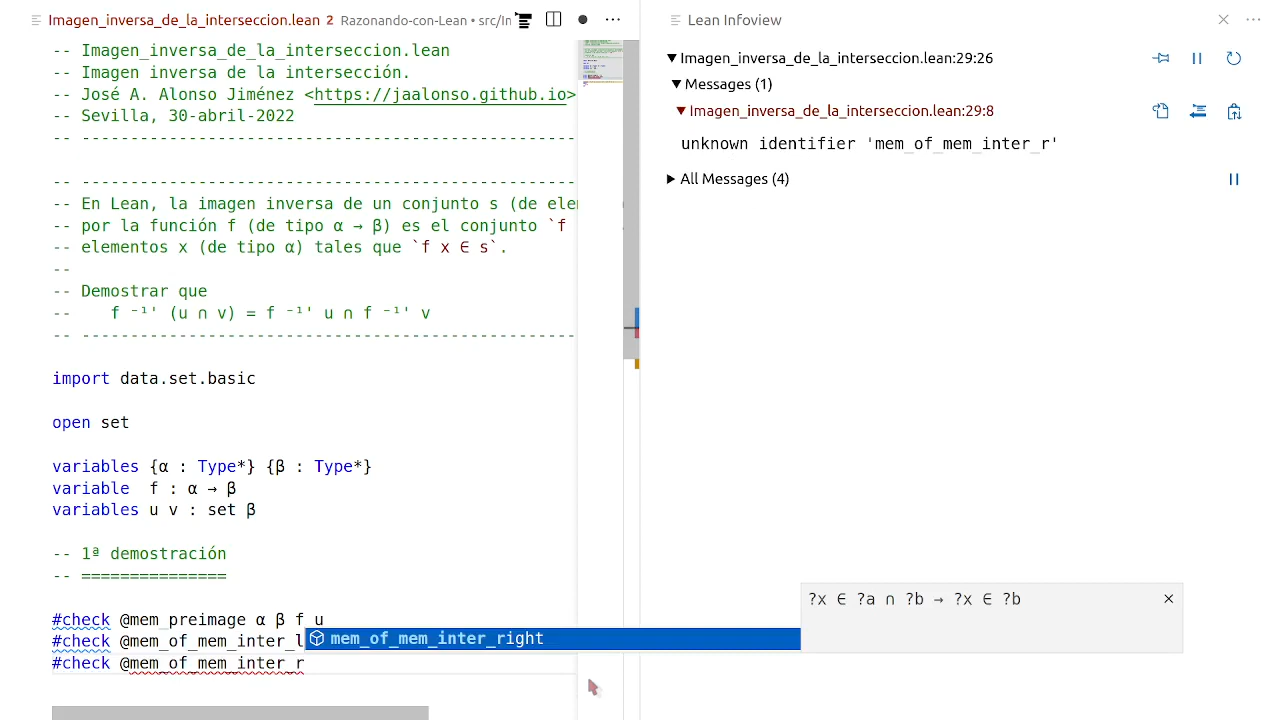 Imagen_inversa_de_la_interseccion.lean 2 Razonando-con-Lean • src/In
-- Imagen_inversa_de_la_interseccion.lean
-- Imagen inversa de la intersección.
-- José A. Alonso Jiménez <https://jaalonso.github.io>
-- Sevilla, 30-abril-2022
-- ---------------------------------------------------
-- ---------------------------------------------------
-- En Lean, la imagen inversa de un conjunto s (de ele
-- por la función f (de tipo α → β) es el conjunto `f
-- elementos x (de tipo α) tales que `f x ∈ s`.
--
-- Demostrar que
--    f ⁻¹' (u ∩ v) = f ⁻¹' u ∩ f ⁻¹' v
-- ---------------------------------------------------
import data.set.basic
open set
variables {α : Type*} {β : Type*}
variable  f : α → β
variables u v : set β
-- 1ª demostración
-- ===============
#check @mem_preimage α β f u
#check @mem_of_mem_inter_l
#check @mem_of_mem_inter_r
mem_of_mem_inter_right
?x ∈ ?a ∩ ?b → ?x ∈ ?b
Lean Infoview
Imagen_inversa_de_la_interseccion.lean:29:26
Messages (1)
Imagen_inversa_de_la_interseccion.lean:29:8
unknown identifier 'mem_of_mem_inter_r'
All Messages (4)